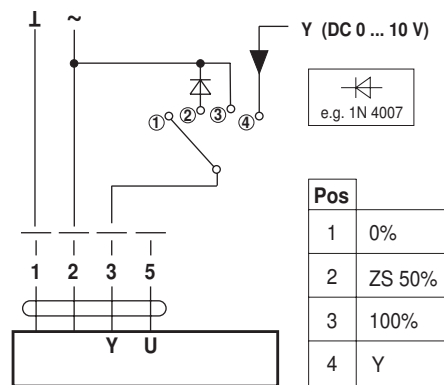 ⊥ ~ Y (DC 0 ... 10 V)
e.g. 1N 4007
① ② ③ ④
Pos
1 0%
2 ZS 50%
3 100%
4 Y
1 2 3 5
Y U